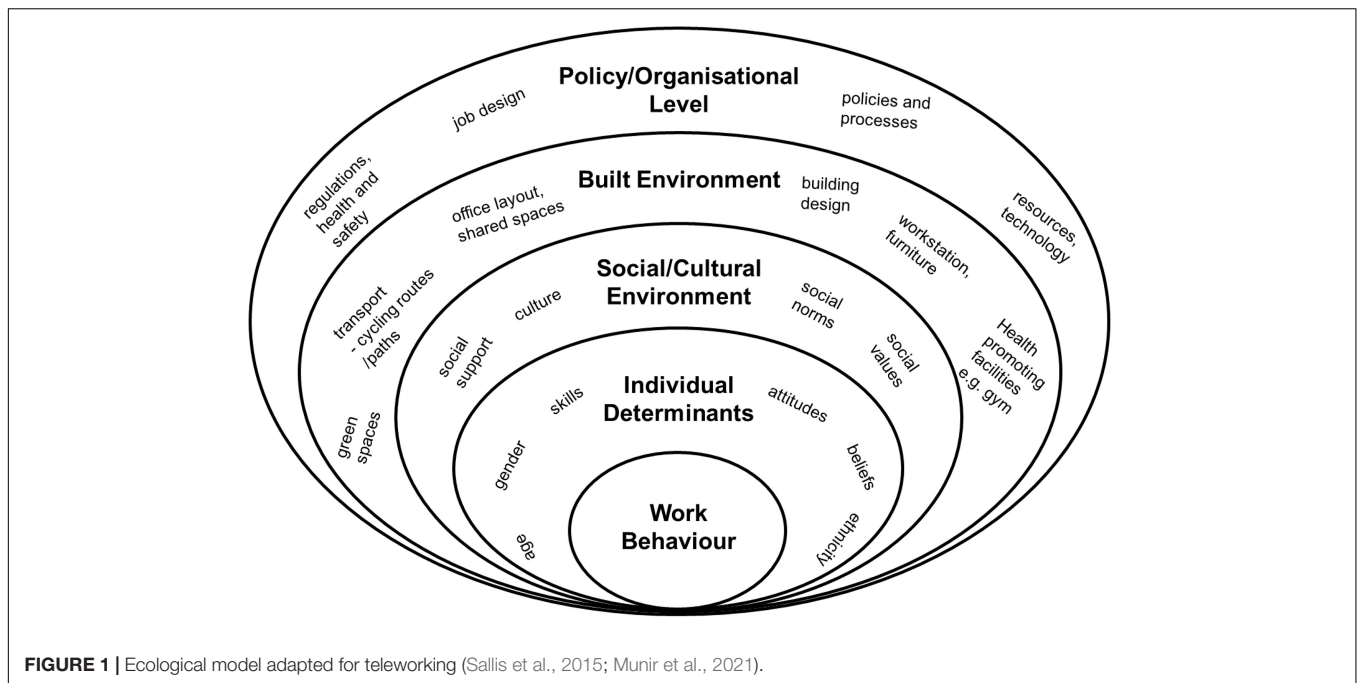 Policy/Organisational
Level
job design
policies and
processes
regulations,
health and
safety
resources,
technology
Built Environment
office layout,
shared spaces
building
design
workstation,
furniture
transport
- cycling routes
/paths
Health
promoting
facilities
e.g. gym
green
spaces
Social/Cultural
Environment
culture
social
norms
social
support
social
values
Individual
Determinants
skills
attitudes
gender
beliefs
age
ethnicity
Work
Behaviour
FIGURE 1 | Ecological model adapted for teleworking (Sallis et al., 2015; Munir et al., 2021).